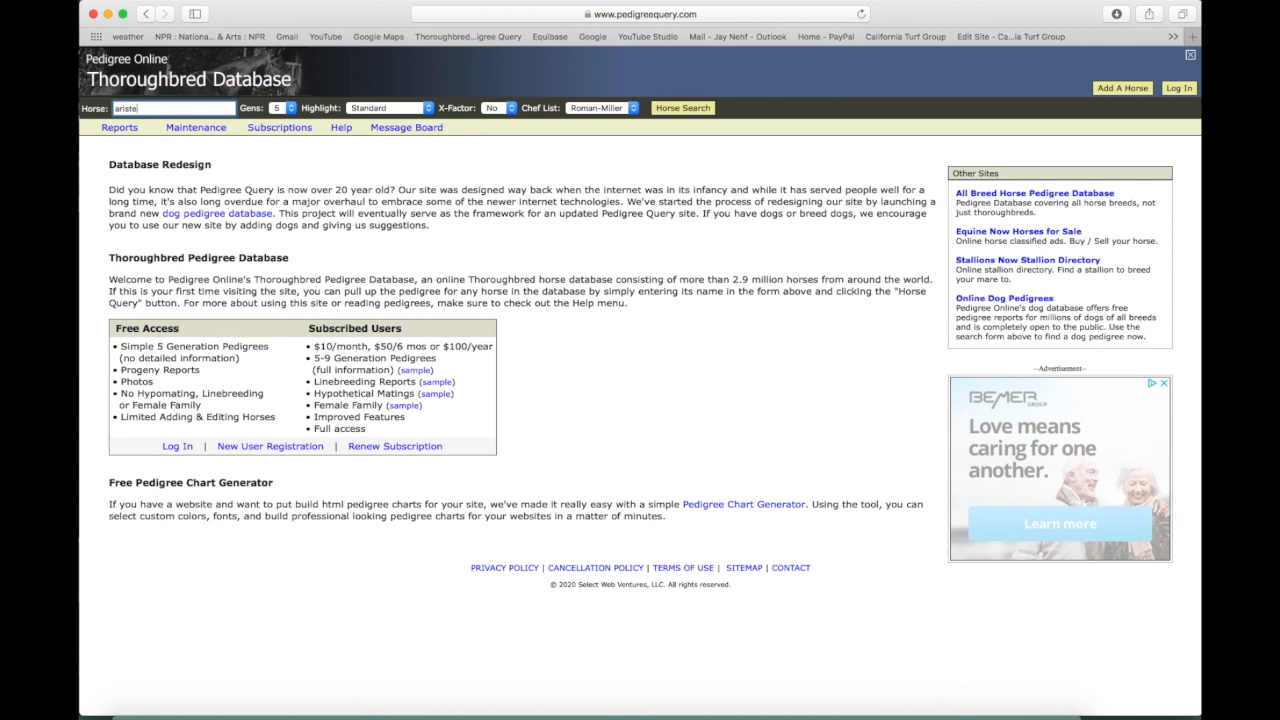 www.pedigreequery.com
weather NPR : Nationa... & Arts : NPR Gmail YouTube Google Maps Thoroughbred...igree Query Equibase Google YouTube Studio Mail - Jay Nehf - Outlook Home - PayPal California Turf Group Edit Site - Ca...ia Turf Group >>
Pedigree Online
Thoroughbred Database
Add A Horse Log In
Horse: ariste Gens: 5 Highlight: Standard X-Factor: No Chef List: Roman-Miller Horse Search
Reports Maintenance Subscriptions Help Message Board
Database Redesign
Did you know that Pedigree Query is now over 20 year old? Our site was designed way back when the internet was in its infancy and while it has served people well for a
long time, it's also long overdue for a major overhaul to embrace some of the newer internet technologies. We've started the process of redesigning our site by launching a
brand new dog pedigree database. This project will eventually serve as the framework for an updated Pedigree Query site. If you have dogs or breed dogs, we encourage
you to use our new site by adding dogs and giving us suggestions.
Thoroughbred Pedigree Database
Welcome to Pedigree Online's Thoroughbred Pedigree Database, an online Thoroughbred horse database consisting of more than 2.9 million horses from around the world.
If this is your first time visiting the site, you can pull up the pedigree for any horse in the database by simply entering its name in the form above and clicking the "Horse
Query" button. For more about using this site or reading pedigrees, make sure to check out the Help menu.
Free Access
• Simple 5 Generation Pedigrees
(no detailed information)
• Progeny Reports
• Photos
• No Hypomating, Linebreeding
or Female Family
• Limited Adding & Editing Horses
Subscribed Users
• $10/month, $50/6 mos or $100/year
• 5-9 Generation Pedigrees
(full information) (sample)
• Linebreeding Reports (sample)
• Hypothetical Matings (sample)
• Female Family (sample)
• Improved Features
• Full access
Log In | New User Registration | Renew Subscription
Free Pedigree Chart Generator
If you have a website and want to put build html pedigree charts for your site, we've made it really easy with a simple Pedigree Chart Generator. Using the tool, you can
select custom colors, fonts, and build professional looking pedigree charts for your websites in a matter of minutes.
Other Sites
All Breed Horse Pedigree Database
Pedigree Database covering all horse breeds, not
just thoroughbreds.
Equine Now Horses for Sale
Online horse classified ads. Buy / Sell your horse.
Stallions Now Stallion Directory
Online stallion directory. Find a stallion to breed
your mare to.
Online Dog Pedigrees
Pedigree Online's dog database offers free
pedigree reports for millions of dogs of all breeds
and is completely open to the public. Use the
search form above to find a dog pedigree now.
--Advertisement--
BEMER
GROUP
Love means
caring for one
another.
Learn more
PRIVACY POLICY | CANCELLATION POLICY | TERMS OF USE | SITEMAP | CONTACT
© 2020 Select Web Ventures, LLC. All rights reserved.